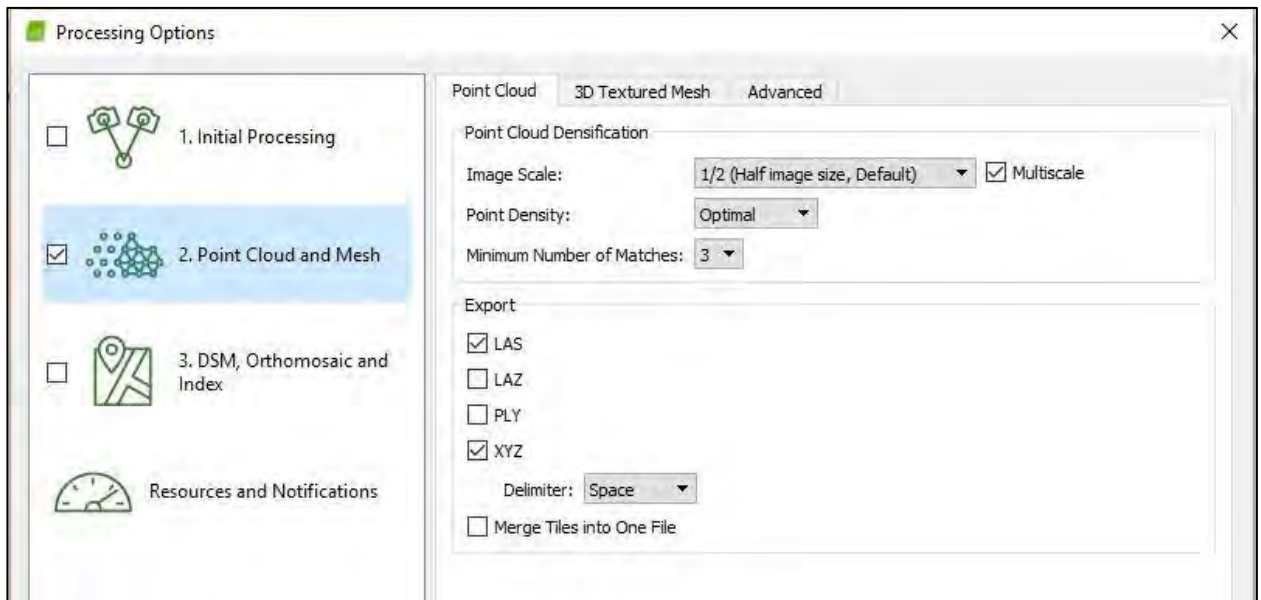 Processing Options
1. Initial Processing
2. Point Cloud and Mesh
3. DSM, Orthomosaic and
Index
Resources and Notifications
Point Cloud 3D Textured Mesh Advanced
Point Cloud Densification
Image Scale: 1/2 (Half image size, Default) Multiscale
Point Density: Optimal
Minimum Number of Matches: 3
Export
LAS
LAZ
PLY
XYZ
Delimiter: Space
Merge Tiles into One File